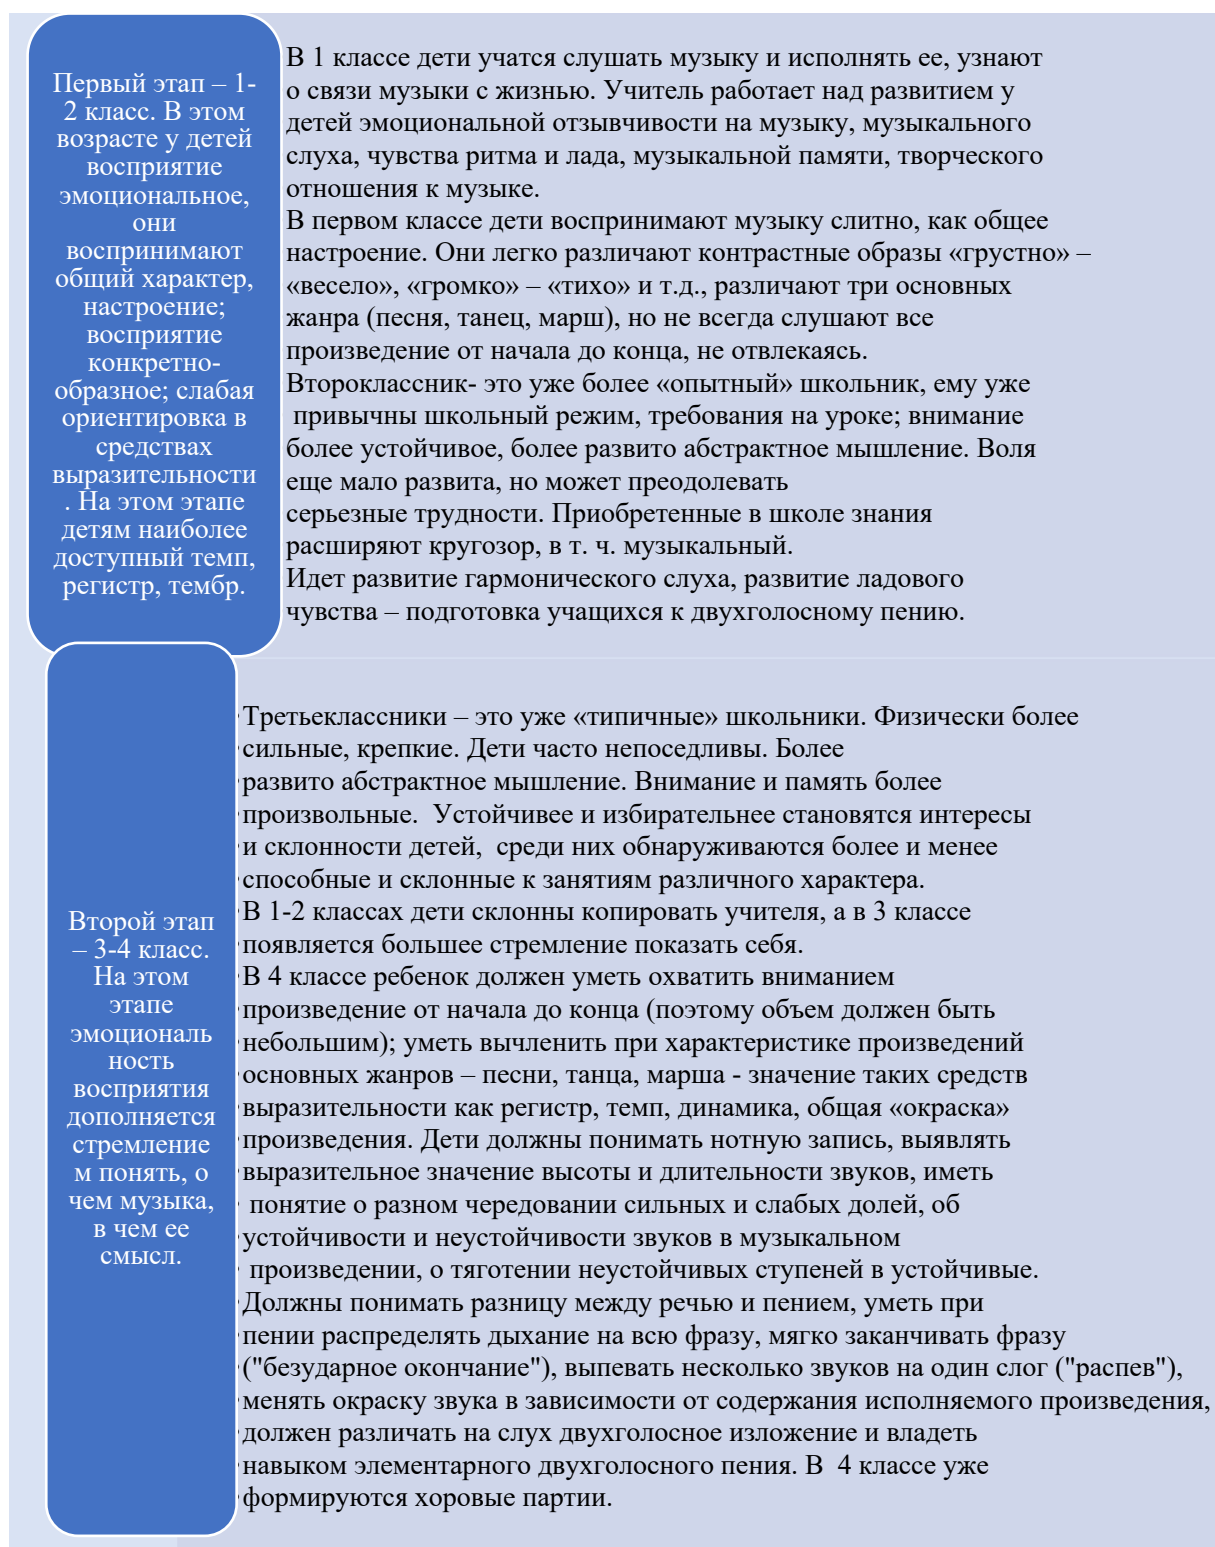 Первый этап – 1-
2 класс. В этом
возрасте у детей
восприятие
эмоциональное,
они
воспринимают
общий характер,
настроение;
восприятие
конкретно-
образное; слабая
ориентировка в
средствах
выразительности
. На этом этапе
детям наиболее
доступный темп,
регистр, тембр.
В 1 классе дети учатся слушать музыку и исполнять ее, узнают
о связи музыки с жизнью. Учитель работает над развитием у
детей эмоциональной отзывчивости на музыку, музыкального
слуха, чувства ритма и лада, музыкальной памяти, творческого
отношения к музыке.
В первом классе дети воспринимают музыку слитно, как общее
настроение. Они легко различают контрастные образы «грустно» –
«весело», «громко» – «тихо» и т.д., различают три основных
жанра (песня, танец, марш), но не всегда слушают все
произведение от начала до конца, не отвлекаясь.
Второклассник- это уже более «опытный» школьник, ему уже
привычны школьный режим, требования на уроке; внимание
более устойчивое, более развито абстрактное мышление. Воля
еще мало развита, но может преодолевать
серьезные трудности. Приобретенные в школе знания
расширяют кругозор, в т. ч. музыкальный.
Идет развитие гармонического слуха, развитие ладового
чувства – подготовка учащихся к двухголосному пению.
Второй этап
– 3-4 класс.
На этом
этапе
эмоциональ
ность
восприятия
дополняется
стремление
м понять, о
чем музыка,
в чем ее
смысл.
•Третьеклассники – это уже «типичные» школьники. Физически более
•сильные, крепкие. Дети часто непоседливы. Более
•развито абстрактное мышление. Внимание и память более
•произвольные.  Устойчивее и избирательнее становятся интересы
•и склонности детей,  среди них обнаруживаются более и менее
•способные и склонные к занятиям различного характера.
•В 1-2 классах дети склонны копировать учителя, а в 3 классе
•появляется большее стремление показать себя.
•В 4 классе ребенок должен уметь охватить вниманием
•произведение от начала до конца (поэтому объем должен быть
•небольшим); уметь вычленить при характеристике произведений
•основных жанров – песни, танца, марша - значение таких средств
•выразительности как регистр, темп, динамика, общая «окраска»
•произведения. Дети должны понимать нотную запись, выявлять
•выразительное значение высоты и длительности звуков, иметь
• понятие о разном чередовании сильных и слабых долей, об
•устойчивости и неустойчивости звуков в музыкальном
• произведении, о тяготении неустойчивых ступеней в устойчивые.
•Должны понимать разницу между речью и пением, уметь при
•пении распределять дыхание на всю фразу, мягко заканчивать фразу
•("безударное окончание"), выпевать несколько звуков на один слог ("распев"),
•менять окраску звука в зависимости от содержания исполняемого произведения,
•должен различать на слух двухголосное изложение и владеть
•навыком элементарного двухголосного пения. В  4 классе уже
•формируются хоровые партии.